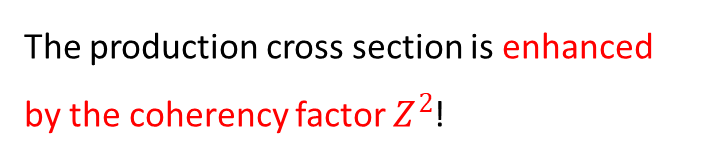 The production cross section is enhanced
by the coherency factor Z²!